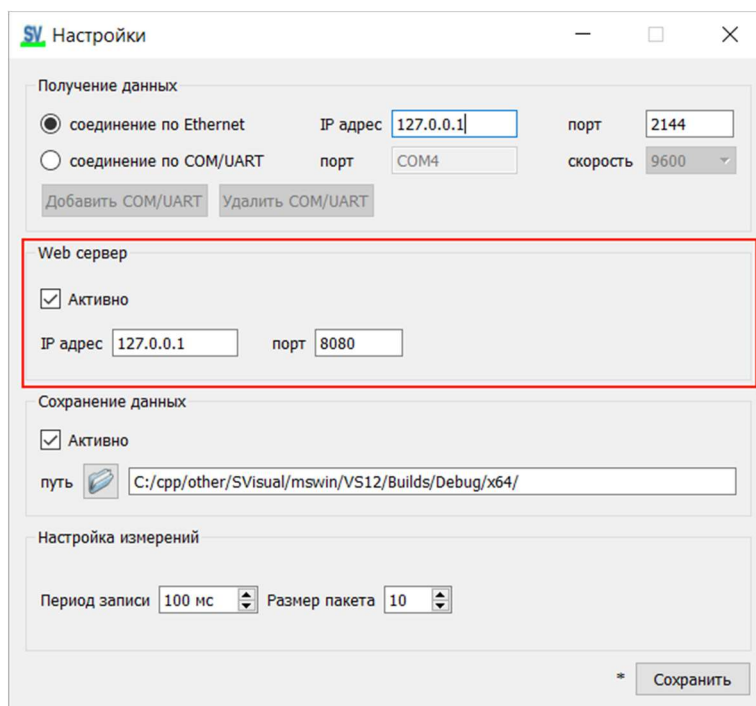 SV Настройки
Получение данных
соединение по Ethernet IP адрес 127.0.0.1 порт 2144
соединение по COM/UART порт COM4 скорость 9600
Добавить COM/UART Удалить COM/UART
Web сервер
Активно
IP адрес 127.0.0.1 порт 8080
Сохранение данных
Активно
путь C:/cpp/other/SVisual/mswin/VS12/Builds/Debug/x64/
Настройка измерений
Период записи 100 мс Размер пакета 10
* Сохранить